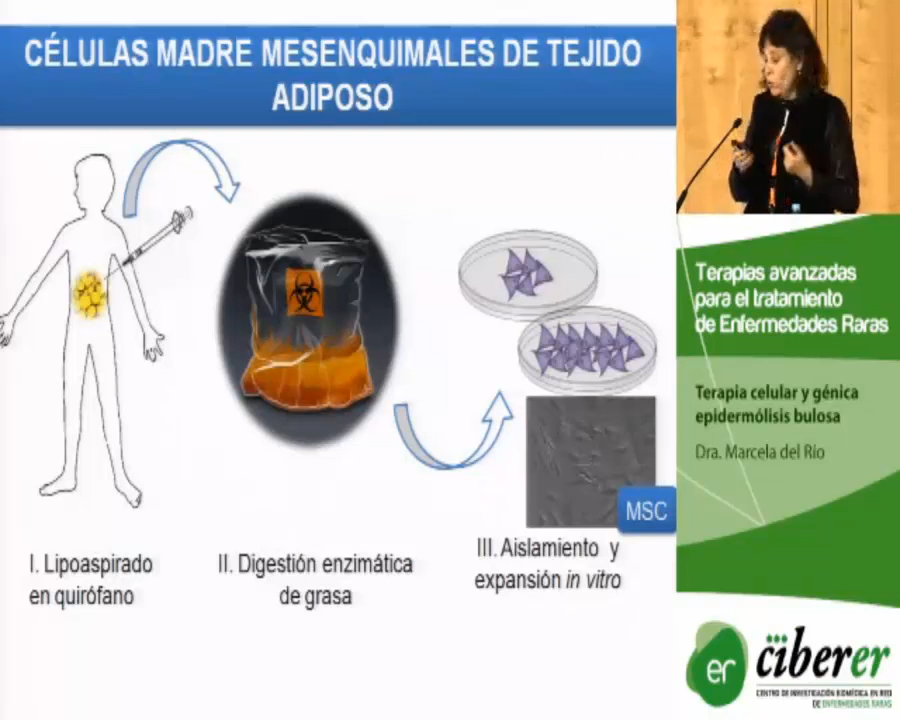 CÉLULAS MADRE MESENQUIMALES DE TEJIDO
ADIPOSO
MSC
I. Lipoaspirado
en quirófano
II. Digestión enzimática
de grasa
III. Aislamiento y
expansión in vitro
Terapias avanzadas
para el tratamiento
de Enfermedades Raras
Terapia celular y génica
epidermólisis bulosa
Dra. Marcela del Río
er
ciberer
CENTRO DE INVESTIGACIÓN BIOMÉDICA EN RED
DE ENFERMEDADES RARAS